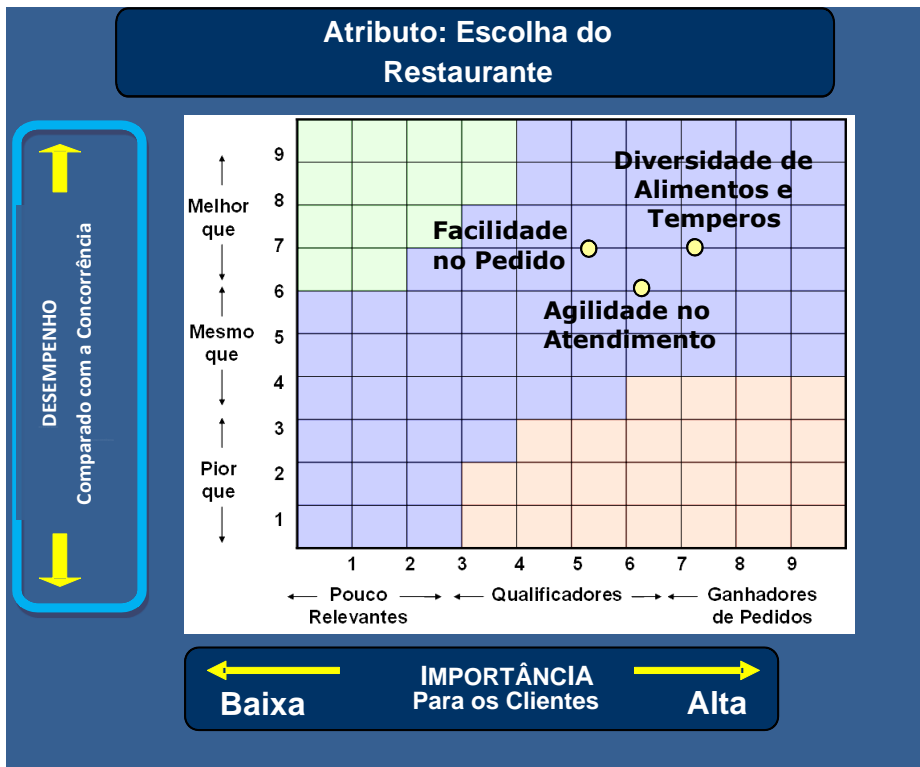 Atributo: Escolha do
Restaurante
DESEMPENHO
Comparado com a Concorrência
9
8
7
6
5
4
3
2
1
Melhor
que
Mesmo
que
Pior
que
Diversidade de
Alimentos e
Temperos
Facilidade
no Pedido
Agilidade no
Atendimento
1 2 3 4 5 6 7 8 9
Pouco
Relevantes
Qualificadores
Ganhadores
de Pedidos
IMPORTÂNCIA
Para os Clientes
Baixa
Alta